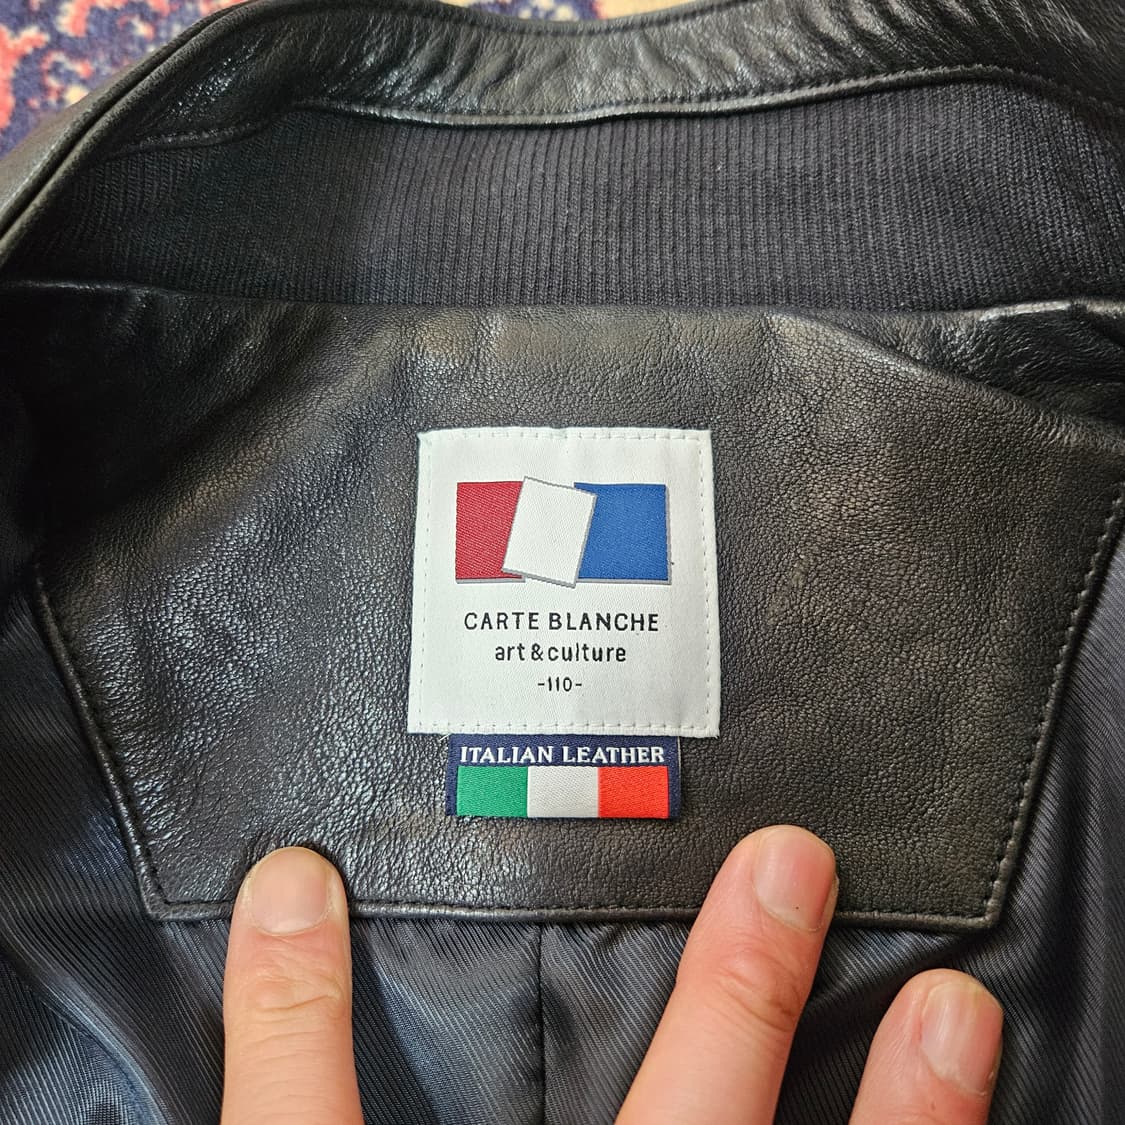 CARTE BLANCHE
art & culture
-110-
ITALIAN LEATHER